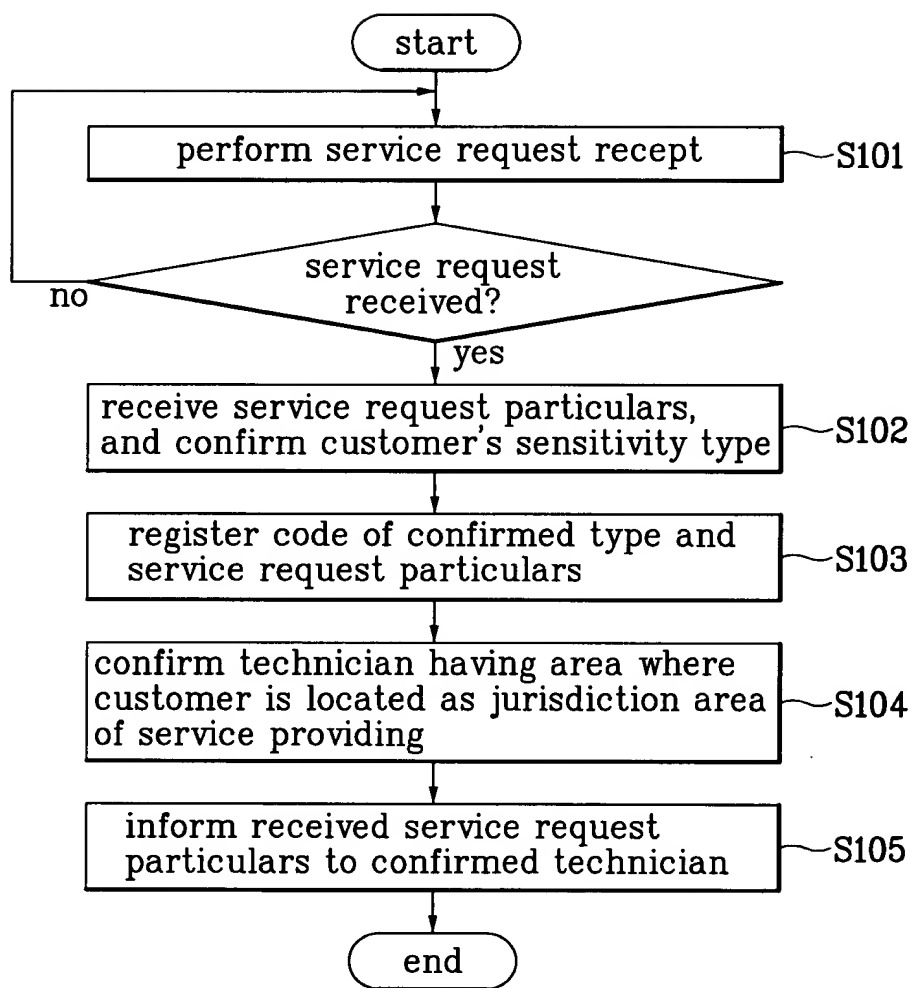 start
perform service request recept
S101
service request
received?
no
yes
receive service request particulars,
and confirm customer's sensitivity type
S102
register code of confirmed type and
service request particulars
S103
confirm technician having area where
customer is located as jurisdiction area
of service providing
S104
inform received service request
particulars to confirmed technician
S105
end